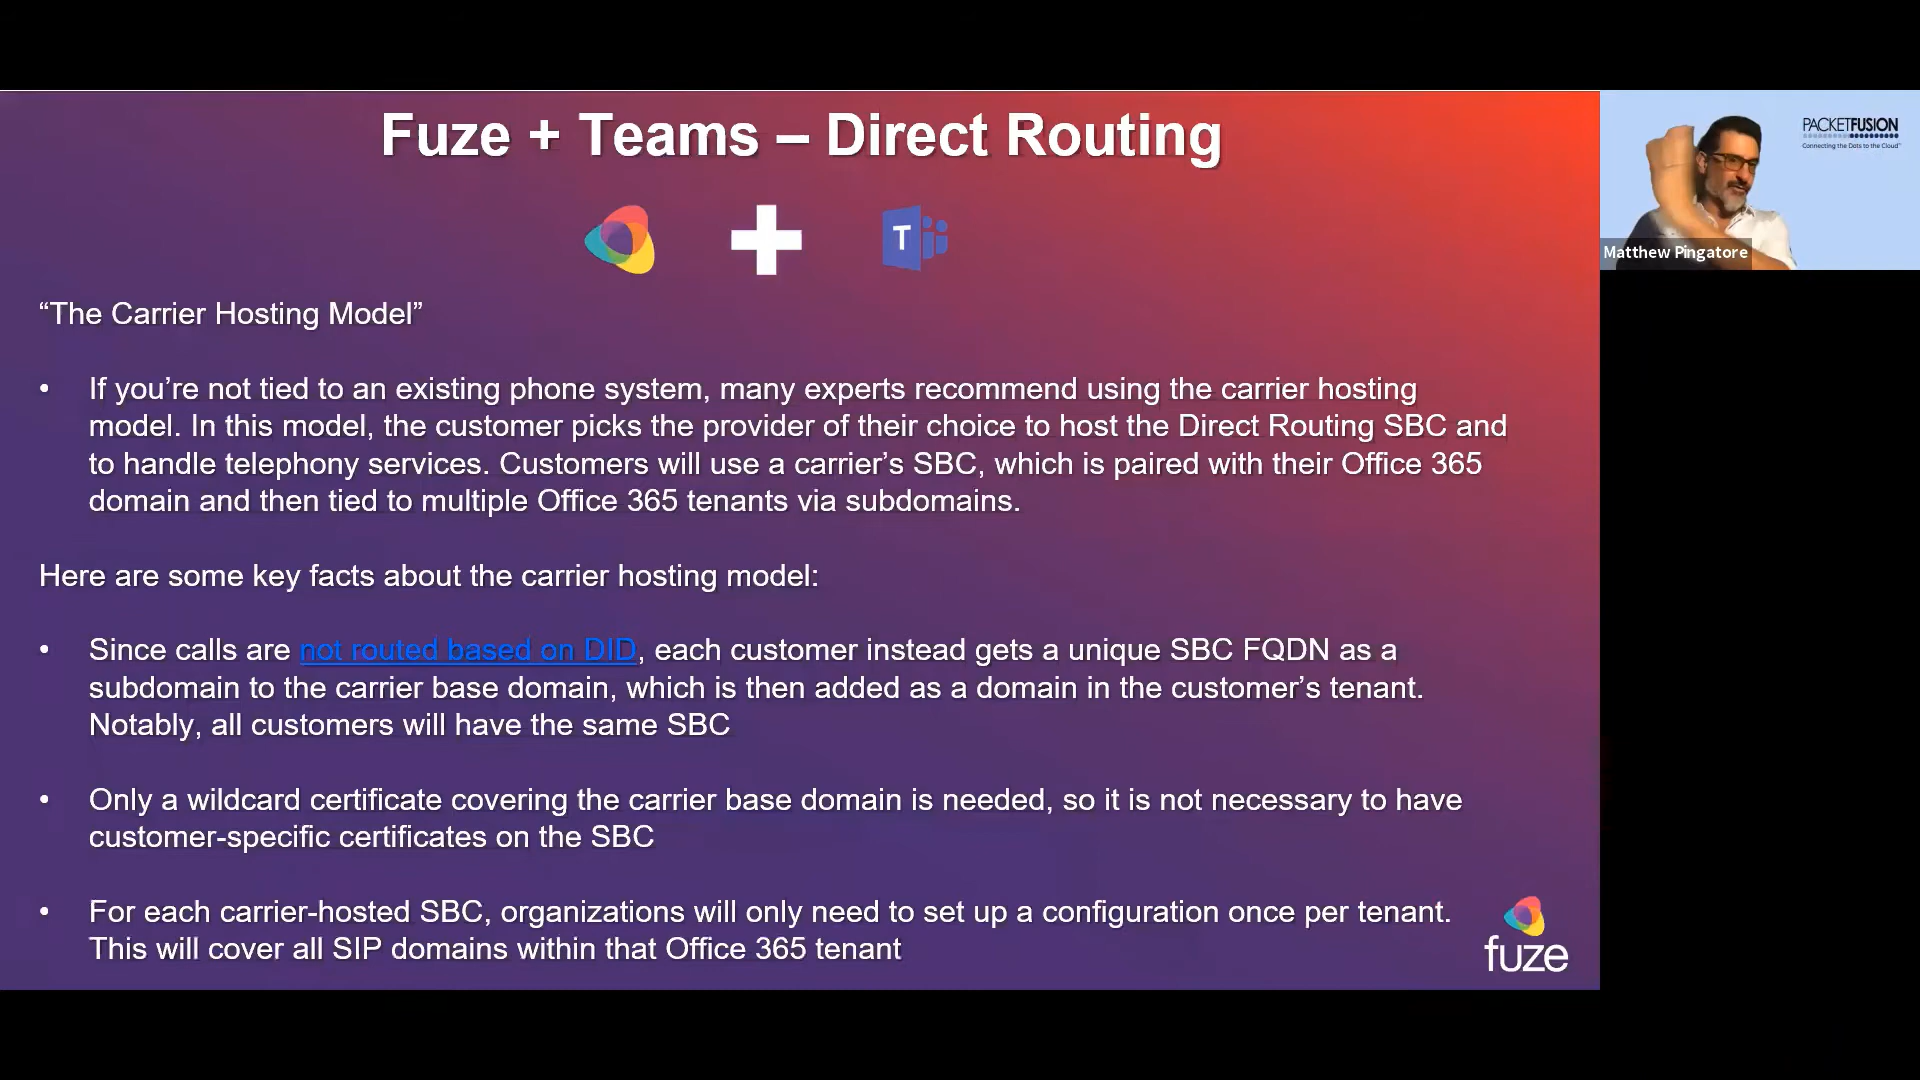 Fuze + Teams – Direct Routing
T
PACKETFUSION
Connecting the Dots to the Cloud™
Matthew Pingatore
“The Carrier Hosting Model”
• If you’re not tied to an existing phone system, many experts recommend using the carrier hosting
model. In this model, the customer picks the provider of their choice to host the Direct Routing SBC and
to handle telephony services. Customers will use a carrier’s SBC, which is paired with their Office 365
domain and then tied to multiple Office 365 tenants via subdomains.
Here are some key facts about the carrier hosting model:
• Since calls are not routed based on DID, each customer instead gets a unique SBC FQDN as a
subdomain to the carrier base domain, which is then added as a domain in the customer’s tenant.
Notably, all customers will have the same SBC
• Only a wildcard certificate covering the carrier base domain is needed, so it is not necessary to have
customer-specific certificates on the SBC
• For each carrier-hosted SBC, organizations will only need to set up a configuration once per tenant.
This will cover all SIP domains within that Office 365 tenant
fuze